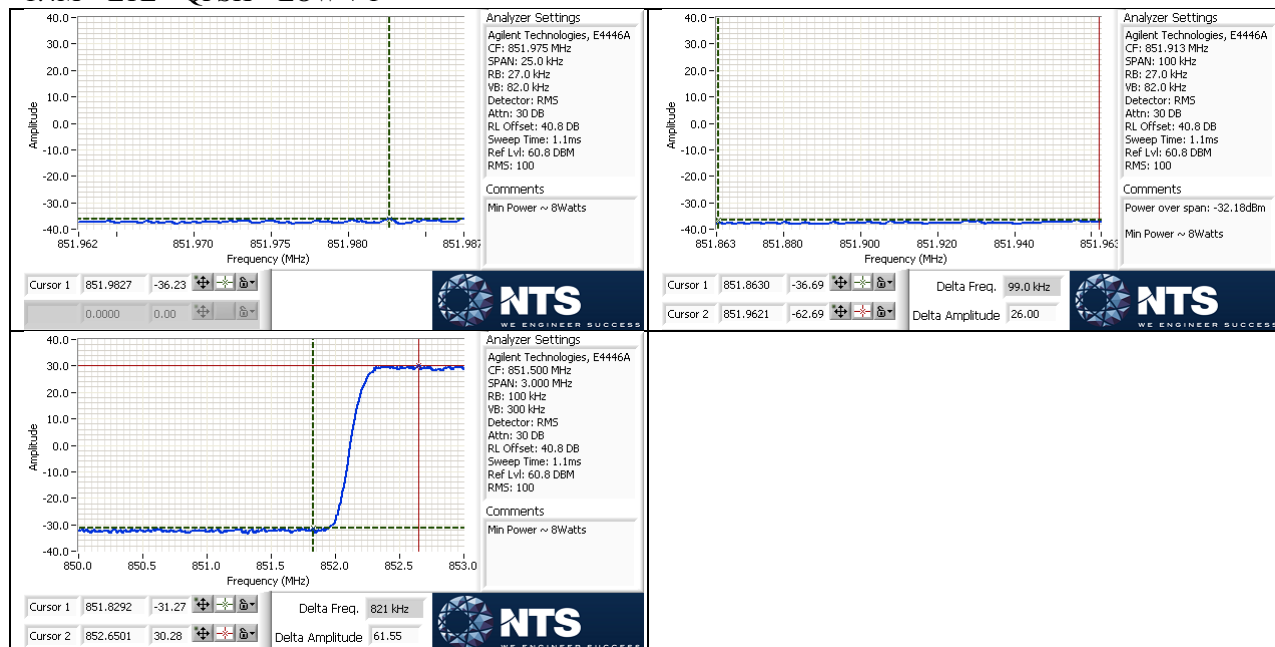 40.0
30.0
20.0
10.0
0.0
-10.0
-20.0
-30.0
-40.0
Amplitude
851.962 851.970 851.975 851.980 851.987
Frequency (MHz)
Analyzer Settings
Agilent Technologies, E4446A
CF: 851.975 MHz
SPAN: 25.0 kHz
RB: 27.0 kHz
VB: 82.0 kHz
Detector: RMS
Attn: 30 DB
RL Offset: 40.8 DB
Sweep Time: 1.1ms
Ref Lvl: 60.8 DBM
RMS: 100
Comments
Min Power ~ 8Watts
Cursor 1 851.9827 -36.23
0.0000 0.00
NTS
WE ENGINEER SUCCESS
40.0
30.0
20.0
10.0
0.0
-10.0
-20.0
-30.0
-40.0
Amplitude
851.863 851.880 851.900 851.920 851.940 851.963
Frequency (MHz)
Analyzer Settings
Agilent Technologies, E4446A
CF: 851.913 MHz
SPAN: 100 kHz
RB: 27.0 kHz
VB: 82.0 kHz
Detector: RMS
Attn: 30 DB
RL Offset: 40.8 DB
Sweep Time: 1.1ms
Ref Lvl: 60.8 DBM
RMS: 100
Comments
Power over span: -32.18dBm
Min Power ~ 8Watts
Cursor 1 851.8630 -36.69
Cursor 2 851.9621 -62.69
Delta Freq. 99.0 kHz
Delta Amplitude 26.00
NTS
WE ENGINEER SUCCESS
40.0
30.0
20.0
10.0
0.0
-10.0
-20.0
-30.0
-40.0
Amplitude
850.0 850.5 851.0 851.5 852.0 852.5 853.0
Frequency (MHz)
Analyzer Settings
Agilent Technologies, E4446A
CF: 851.500 MHz
SPAN: 3.000 MHz
RB: 100 kHz
VB: 300 kHz
Detector: RMS
Attn: 30 DB
RL Offset: 40.8 DB
Sweep Time: 1.1ms
Ref Lvl: 60.8 DBM
RMS: 100
Comments
Min Power ~ 8Watts
Cursor 1 851.8292 -31.27
Cursor 2 852.6501 30.28
Delta Freq. 821 kHz
Delta Amplitude 61.55
NTS